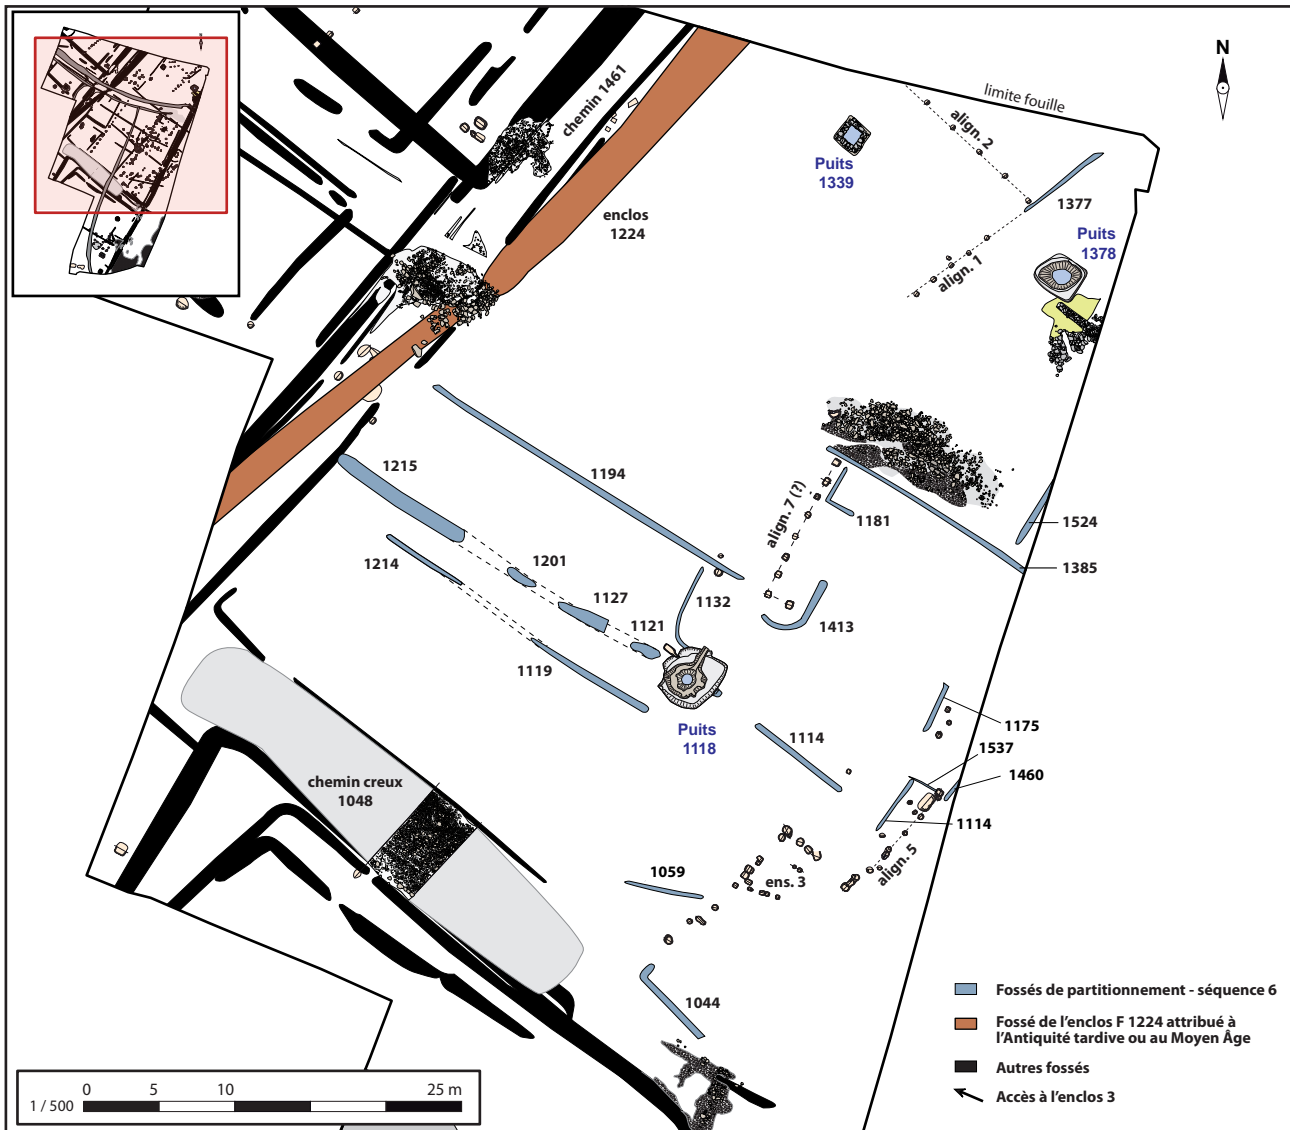 N
limite fouille
chemin 1461
align. 2
Puits
1339
1377
enclos
1224
Puits
1378
align. 1
1215
1194
align. 7 (?)
1181
1524
1214
1201
1385
1127
1132
1121
1413
1119
Puits
1118
1114
1175
1537
chemin creux
1048
1460
1114
align. 5
1059
ens. 3
1044
Fossés de partitionnement - séquence 6
Fossé de l'enclos F 1224 attribué à
l'Antiquité tardive ou au Moyen Âge
Autres fossés
Accès à l'enclos 3
0 5 10 25 m
1 / 500